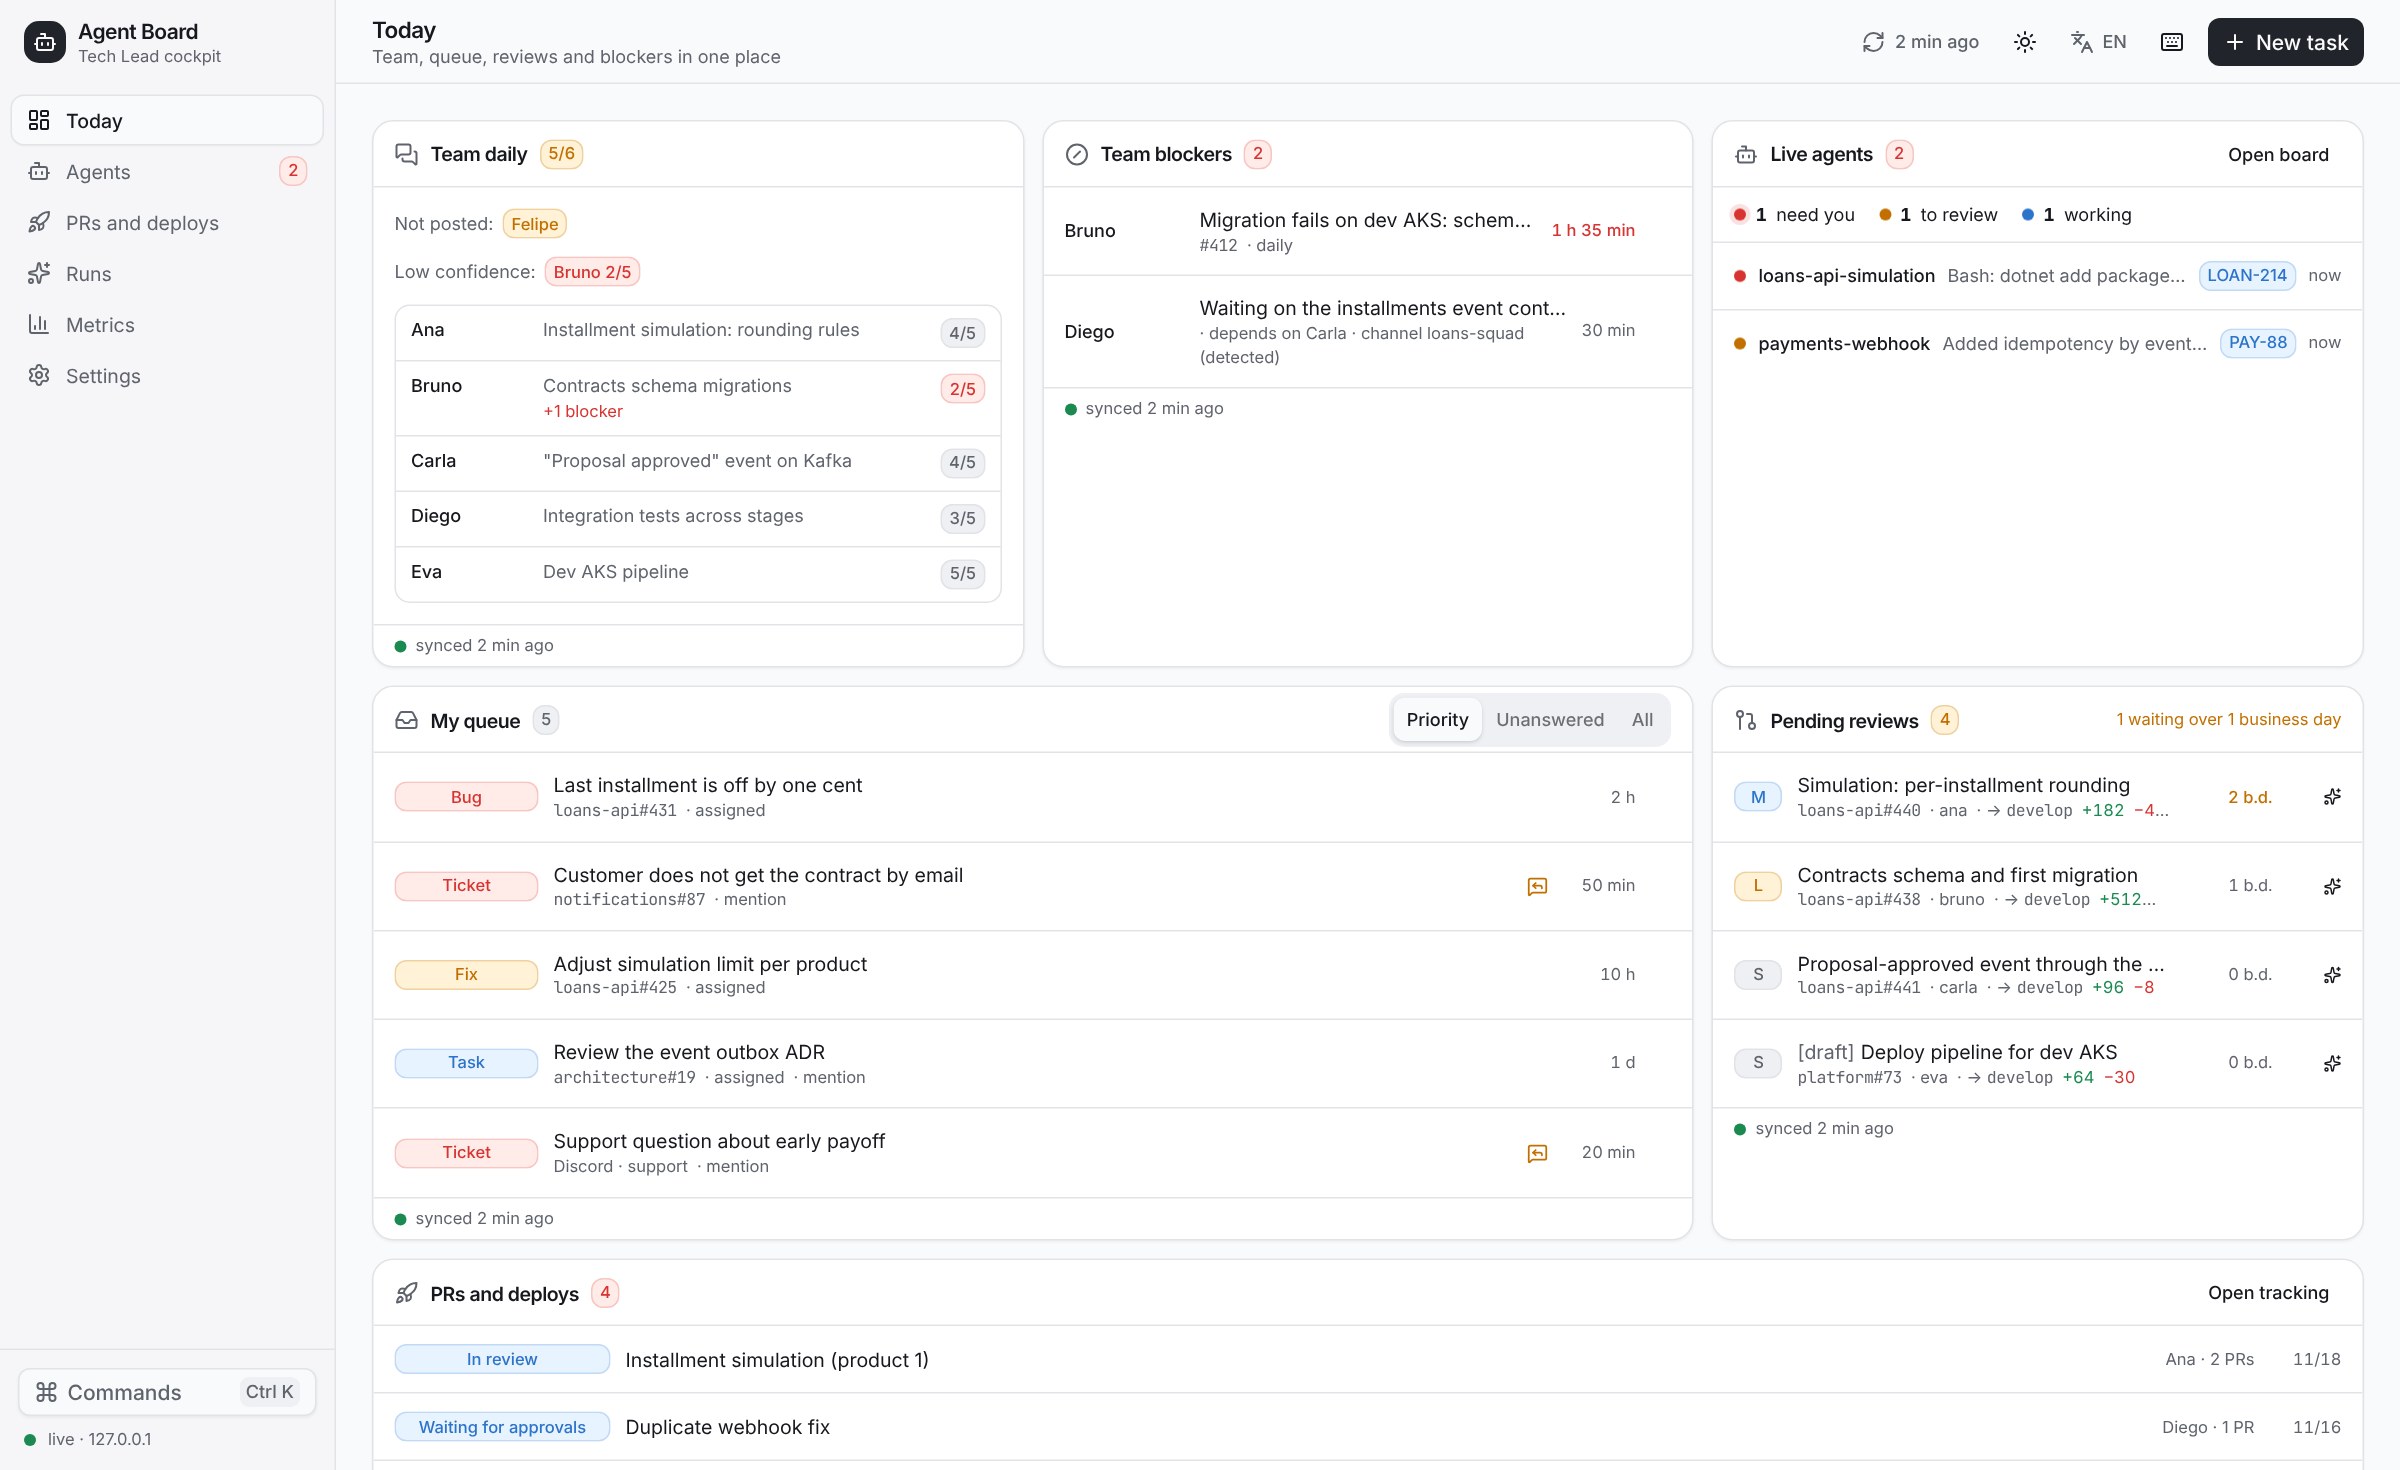 Agent Board
Tech Lead cockpit
Today
Agents 2
PRs and deploys
Runs
Metrics
Settings
Commands Ctrl K
live · 127.0.0.1
Today
Team, queue, reviews and blockers in one place
2 min ago
EN
New task
Team daily 5/6
Not posted: Felipe
Low confidence: Bruno 2/5
Ana Installment simulation: rounding rules 4/5
Bruno Contracts schema migrations 2/5
+1 blocker
Carla "Proposal approved" event on Kafka 4/5
Diego Integration tests across stages 3/5
Eva Dev AKS pipeline 5/5
synced 2 min ago
Team blockers 2
Bruno Migration fails on dev AKS: schem... 1 h 35 min
#412 · daily
Waiting on the installments event cont...
Diego · depends on Carla · channel loans-squad 30 min
(detected)
synced 2 min ago
Live agents 2 Open board
1 need you 1 to review 1 working
loans-api-simulation Bash: dotnet add package... LOAN-214 now
payments-webhook Added idempotency by event... PAY-88 now
My queue 5 Priority Unanswered All
Bug Last installment is off by one cent 2 h
loans-api#431 · assigned
Ticket Customer does not get the contract by email 50 min
notifications#87 · mention
Fix Adjust simulation limit per product 10 h
loans-api#425 · assigned
Task Review the event outbox ADR 1 d
architecture#19 · assigned · mention
Ticket Support question about early payoff 20 min
Discord · support · mention
synced 2 min ago
Pending reviews 4 1 waiting over 1 business day
M Simulation: per-installment rounding 2 b.d.
loans-api#440 · ana · → develop +182 −4...
L Contracts schema and first migration 1 b.d.
loans-api#438 · bruno · → develop +512...
S Proposal-approved event through the ... 0 b.d.
loans-api#441 · carla · → develop +96 −8
S [draft] Deploy pipeline for dev AKS 0 b.d.
platform#73 · eva · → develop +64 −30
synced 2 min ago
PRs and deploys 4 Open tracking
In review Installment simulation (product 1) Ana · 2 PRs 11/18
Waiting for approvals Duplicate webhook fix Diego · 1 PR 11/16